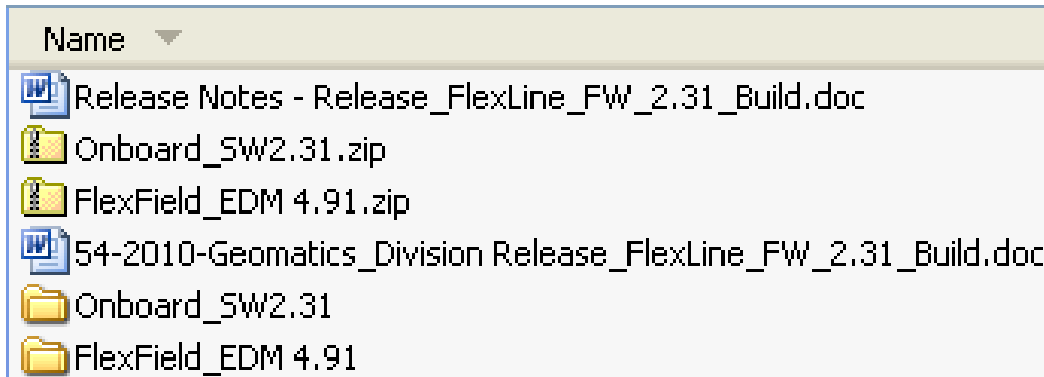 Name
Release Notes - Release_FlexLine_FW_2.31_Build.doc
Onboard_SW2.31.zip
FlexField_EDM 4.91.zip
54-2010-Geomatics_Division Release_FlexLine_FW_2.31_Build.doc
Onboard_SW2.31
FlexField_EDM 4.91